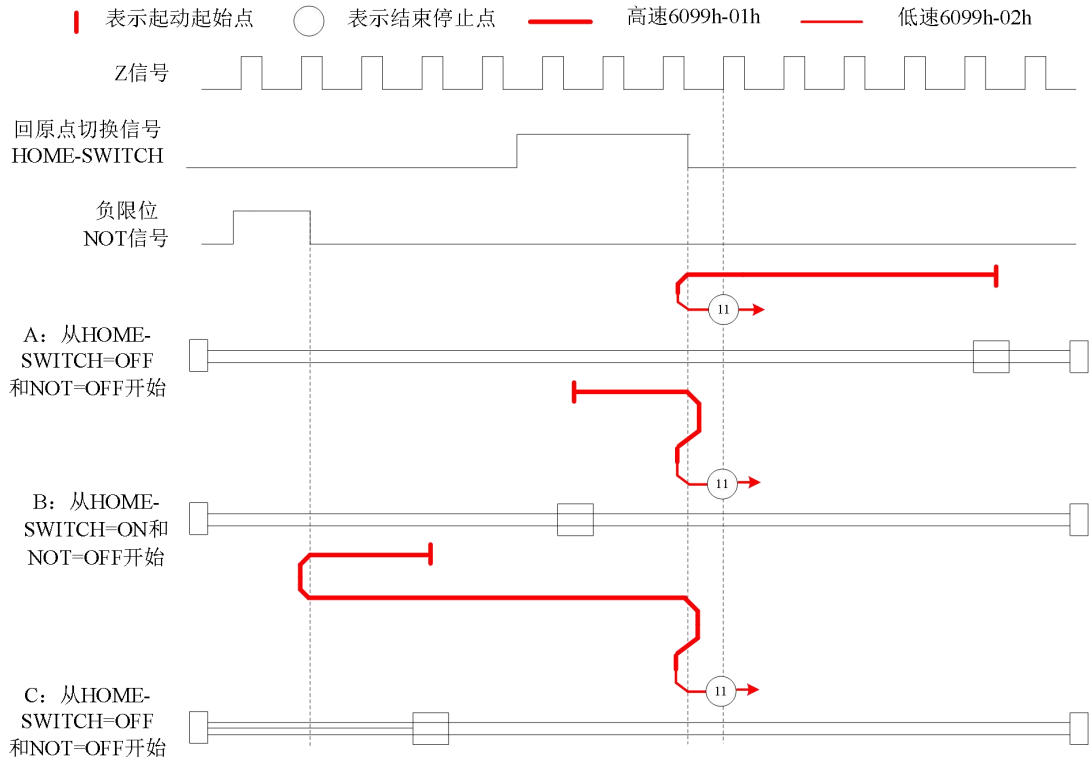 表示起动起始点
表示结束停止点
高速6099h-01h
低速6099h-02h
Z信号
回原点切换信号
HOME-SWITCH
负限位
NOT信号
11
A：从HOME-
SWITCH=OFF
和NOT=OFF开始
11
B：从HOME-
SWITCH=ON和
NOT=OFF开始
11
C：从HOME-
SWITCH=OFF
和NOT=OFF开始